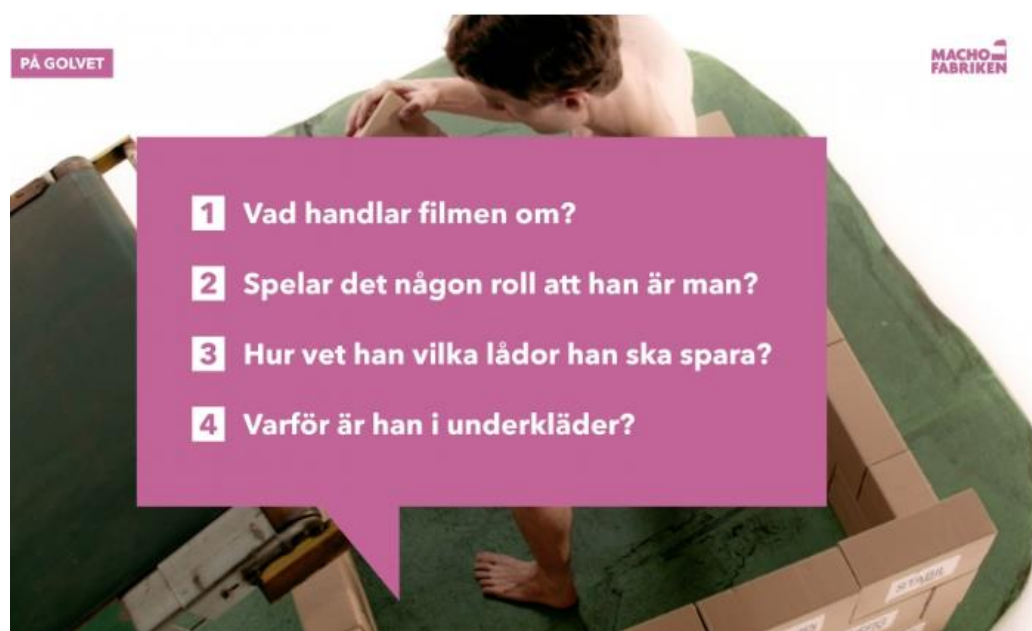 PÅ GOLVET
MACHO
FABRIKEN
1 Vad handlar filmen om?
2 Spelar det någon roll att han är man?
3 Hur vet han vilka lådor han ska spara?
4 Varför är han i underkläder?
STABIL